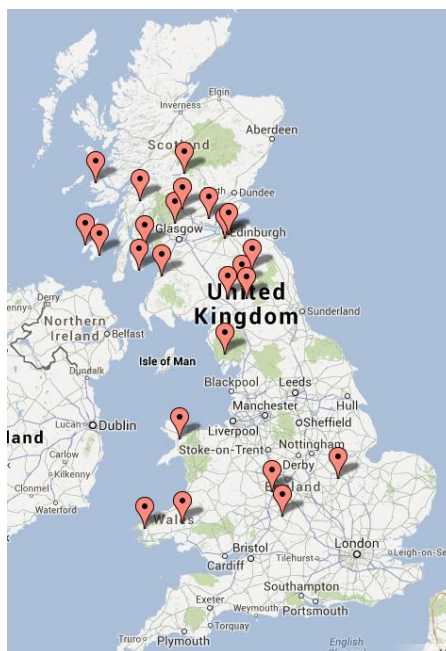 Elgin
Inverness
Aberdeen
Scotland
Dundee
Edinburgh
Glasgow
United
Kingdom
Derry
Northern
Ireland
Belfast
Sunderland
Isle of Man
Dundalk
Blackpool
Leeds
Hull
Lucan
Dublin
Manchester
Liverpool
Sheffield
land
Carlow
Kilkenny
Stoke-on-Trent
Nottingham
Derby
Clonmel
Waterford
Wales
England
Bristol
Cardiff
Tilehurst
London
Leigh-on-Se
Southampton
Portsmouth
Exeter
Weymouth
Torquay
Truro
Plymouth
English